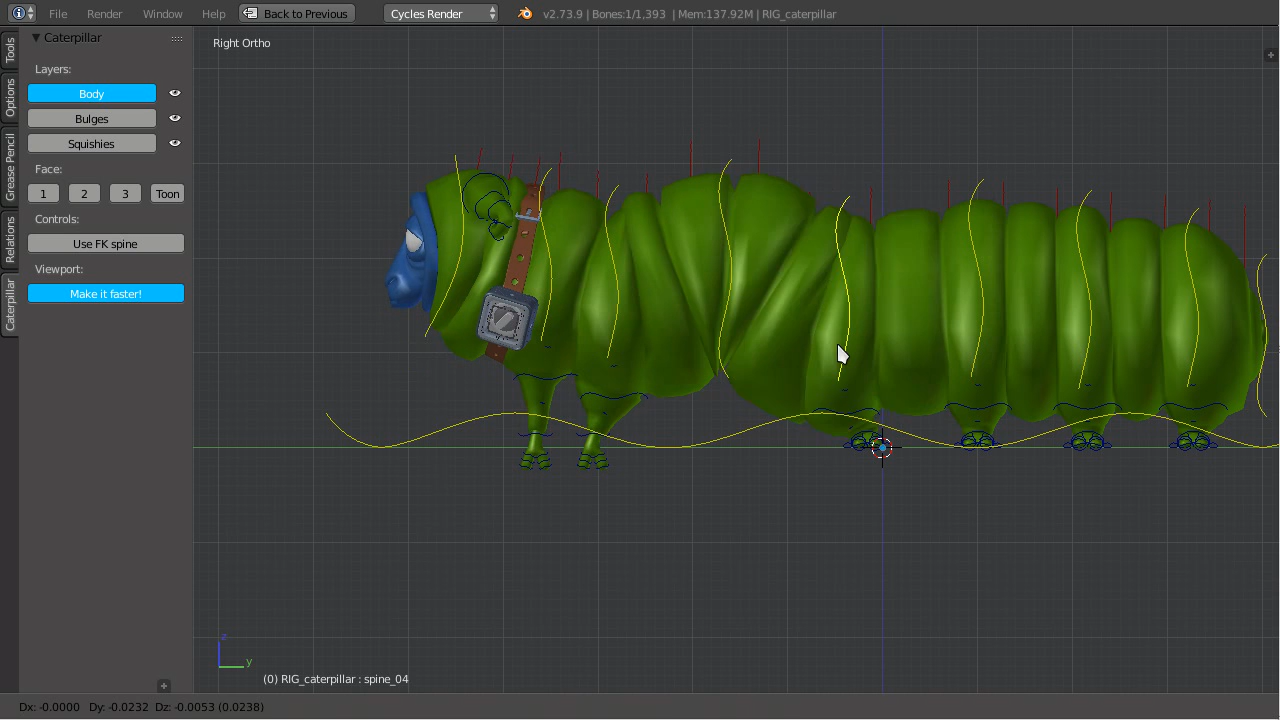 File Render Window Help Back to Previous Cycles Render v2.73.9 | Bones:1/1,393 | Mem:137.92M | RIG_caterpillar
Tools
Options
Grease Pencil
Relations
Caterpillar
Caterpillar
Layers:
Body
Bulges
Squishies
Face:
1 2 3 Toon
Controls:
Use FK spine
Viewport:
Make it faster!
Right Ortho
z
y
(0) RIG_caterpillar : spine_04
Dx: -0.0000 Dy: -0.0232 Dz: -0.0053 (0.0238)